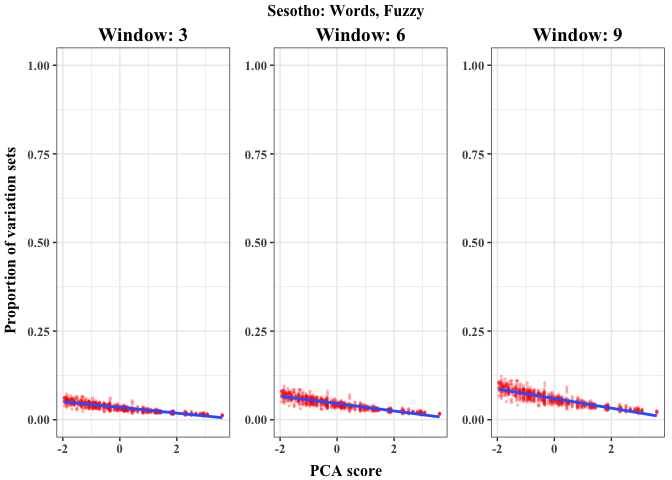 Sesotho: Words, Fuzzy
Window: 3 Window: 6 Window: 9
Proportion of variation sets
1.00 1.00 1.00
0.75 0.75 0.75
0.50 0.50 0.50
0.25 0.25 0.25
0.00 0.00 0.00
-2 0 2 -2 0 2 -2 0 2
PCA score